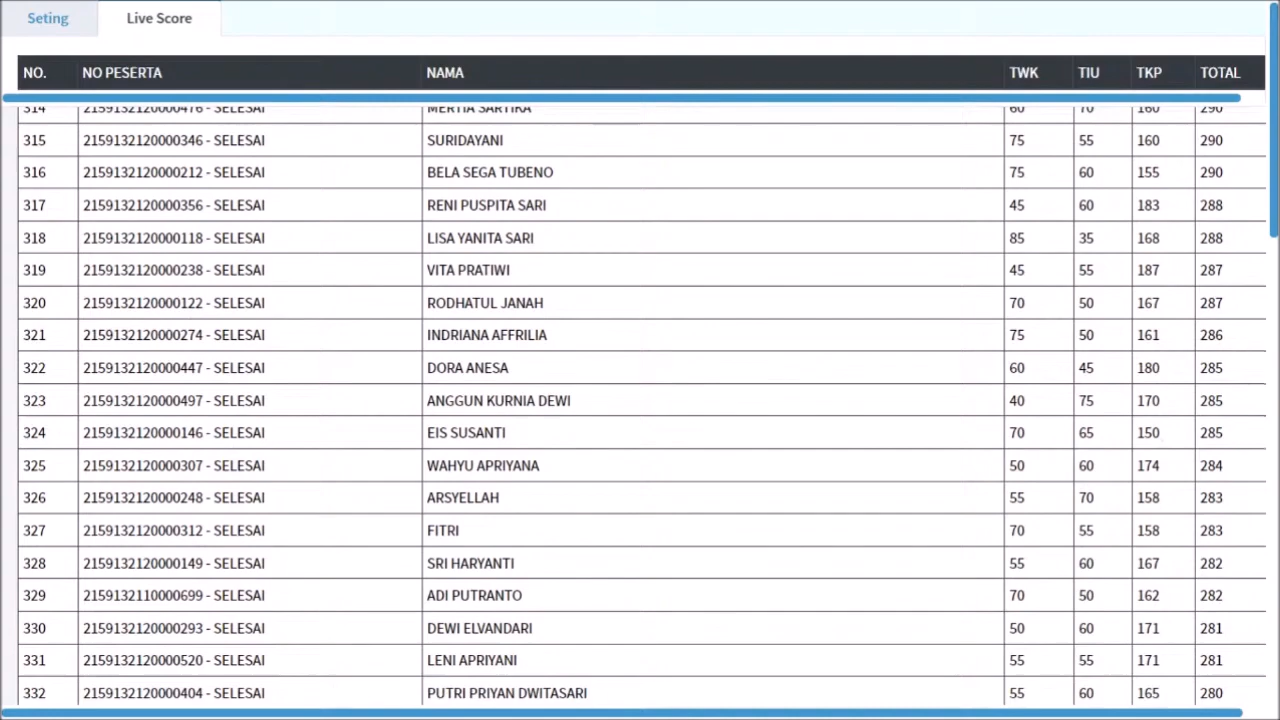 Seting Live Score
NO. NO PESERTA NAMA TWK TIU TKP TOTAL
314 2159132120000476 - SELESAI MERTIA SARTIKA 60 70 160 290
315 2159132120000346 - SELESAI SURIDAYANI 75 55 160 290
316 2159132120000212 - SELESAI BELA SEGA TUBENO 75 60 155 290
317 2159132120000356 - SELESAI RENI PUSPITA SARI 45 60 183 288
318 2159132120000118 - SELESAI LISA YANITA SARI 85 35 168 288
319 2159132120000238 - SELESAI VITA PRATIWI 45 55 187 287
320 2159132120000122 - SELESAI RODHATUL JANAH 70 50 167 287
321 2159132120000274 - SELESAI INDRIANA AFFRILIA 75 50 161 286
322 2159132120000447 - SELESAI DORA ANESA 60 45 180 285
323 2159132120000497 - SELESAI ANGGUN KURNIA DEWI 40 75 170 285
324 2159132120000146 - SELESAI EIS SUSANTI 70 65 150 285
325 2159132120000307 - SELESAI WAHYU APRIYANA 50 60 174 284
326 2159132120000248 - SELESAI ARSYELLAH 55 70 158 283
327 2159132120000312 - SELESAI FITRI 70 55 158 283
328 2159132120000149 - SELESAI SRI HARYANTI 55 60 167 282
329 2159132110000699 - SELESAI ADI PUTRANTO 70 50 162 282
330 2159132120000293 - SELESAI DEWI ELVANDARI 50 60 171 281
331 2159132120000520 - SELESAI LENI APRIYANI 55 55 171 281
332 2159132120000404 - SELESAI PUTRI PRIYAN DWITASARI 55 60 165 280